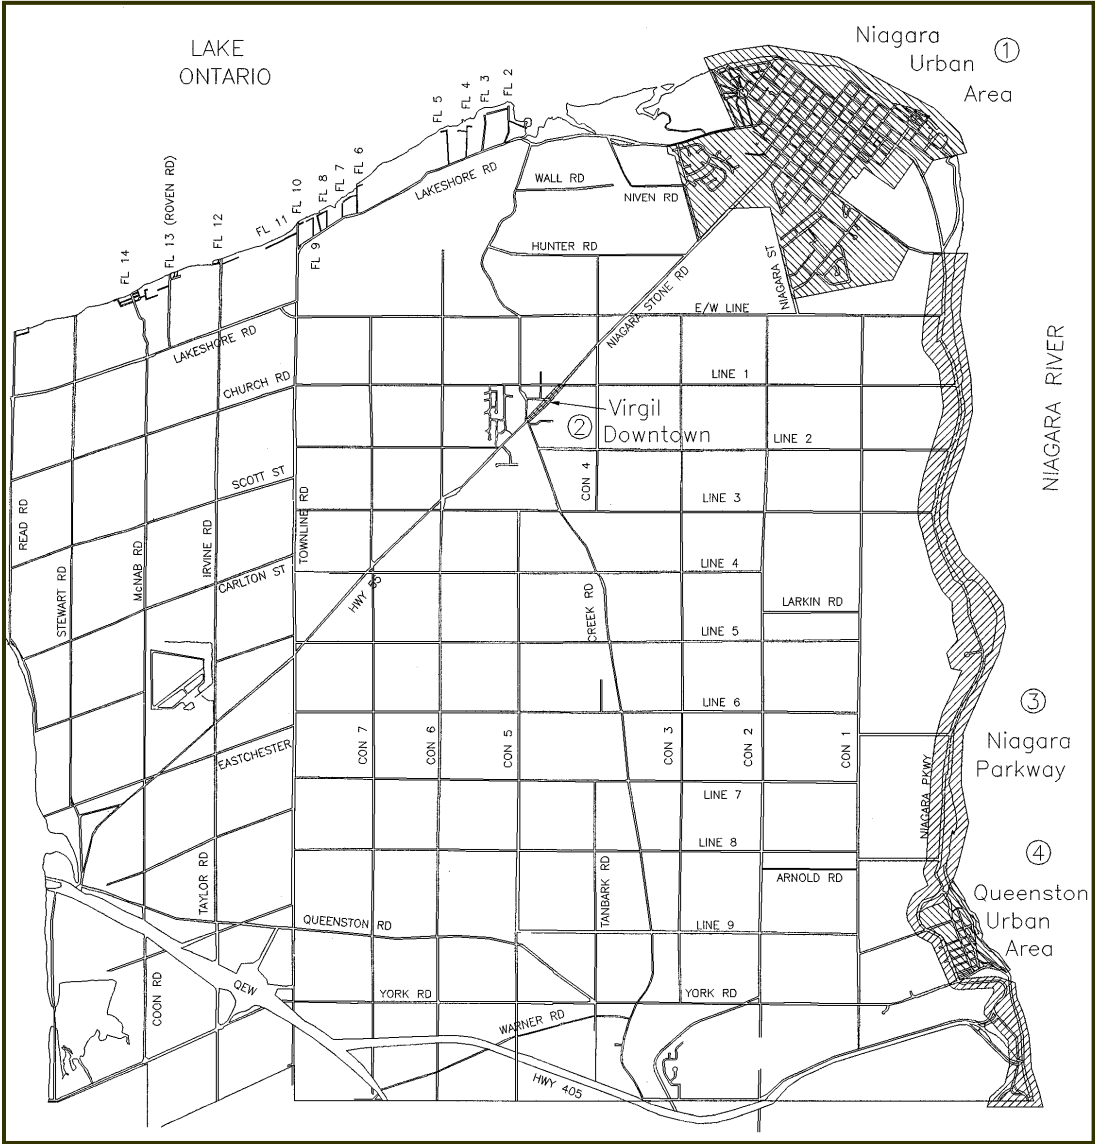 LAKE
ONTARIO
Niagara
Urban
Area
1
FL 5
FL 4
FL 3
FL 2
FL 14
FL 13 (ROVEN RD)
FL 12
FL 11
FL 10
FL 9
FL 8
FL 7
FL 6
LAKESHORE RD
WALL RD
NIVEN RD
HUNTER RD
NIAGARA STONE RD
NIAGARA ST
E/W LINE
LAKESHORE RD
CHURCH RD
LINE 1
Virgil
Downtown
2
LINE 2
NIAGARA RIVER
SCOTT ST
CON 4
LINE 3
READ RD
STEWART RD
McNAB RD
IRVINE RD
TOWNLINE RD
CARLTON ST
HWY 55
CREEK RD
LINE 4
LARKIN RD
LINE 5
LINE 6
3
Niagara
Parkway
EASTCHESTER
CON 7
CON 6
CON 5
CON 3
CON 2
CON 1
NIAGARA PKWY
LINE 7
LINE 8
4
Queenston
Urban
Area
TAYLOR RD
TANBARK RD
ARNOLD RD
QUEENSTON RD
LINE 9
COON RD
QEW
YORK RD
YORK RD
WARNER RD
HWY 405